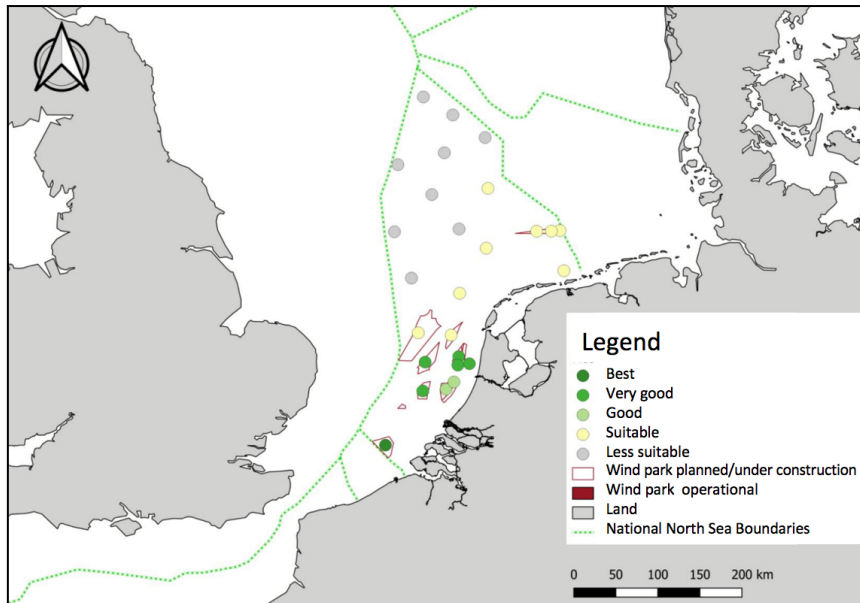 Legend
Best
Very good
Good
Suitable
Less suitable
Wind park planned/under construction
Wind park operational
Land
National North Sea Boundaries
0 50 100 150 200 km